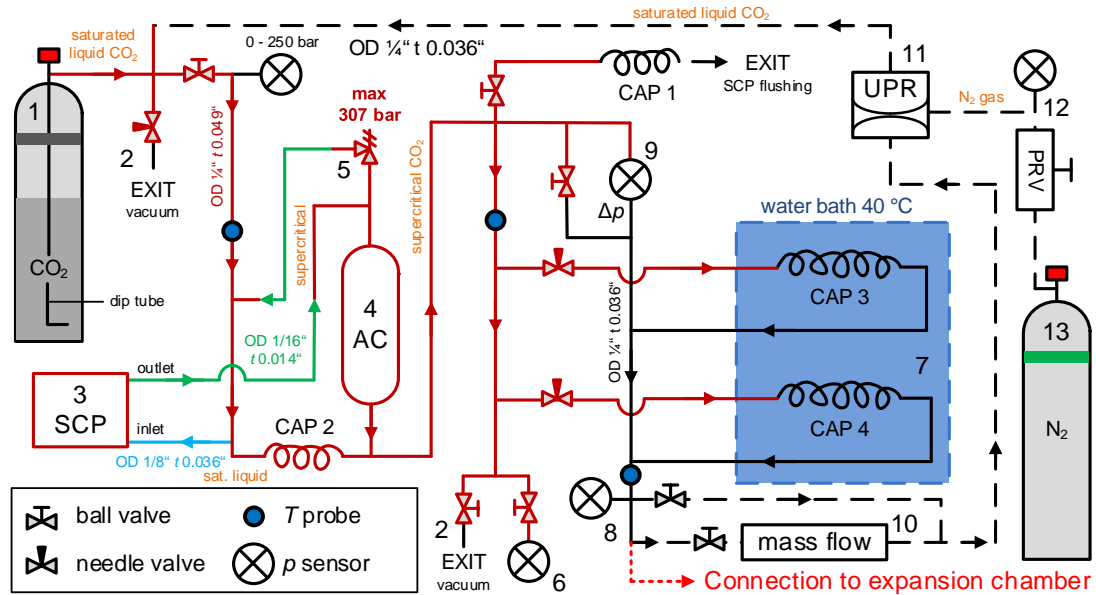 saturated liquid CO₂
saturated
liquid CO₂
0 - 250 bar
OD ¼“ t 0.036“
EXIT
SCP flushing
CAP 1
11
UPR
N₂ gas
12
PRV
1
2
EXIT
vacuum
OD ¼“ t 0.049“
max
307 bar
5
supercritical
supercritical CO₂
9
Δp
water bath 40 °C
CAP 3
CO₂
dip tube
4
AC
OD 1/16“
t 0.014“
OD ¼“ t 0.036“
13
7
outlet
3
SCP
inlet
OD 1/8“ t 0.036“
sat. liquid
CAP 2
CAP 4
N₂
ball valve
T probe
needle valve
p sensor
2
EXIT
vacuum
6
8
mass flow
10
Connection to expansion chamber